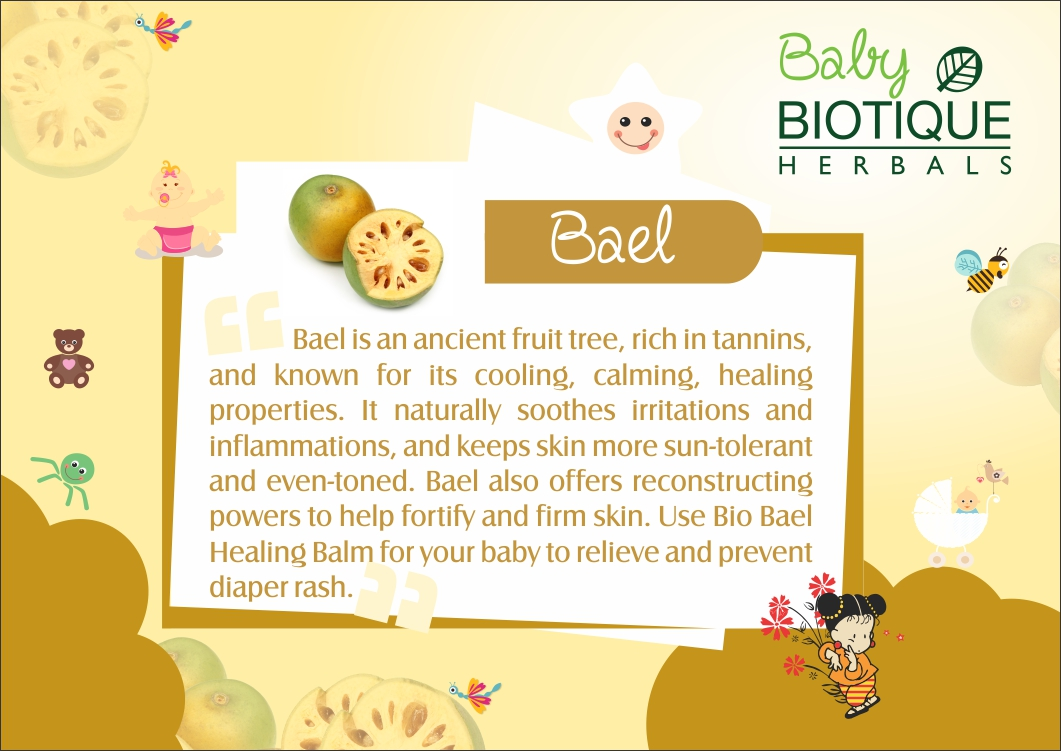 Baby
BIOTIQUE
HERBALS
Bael
Bael is an ancient fruit tree, rich in tannins,
and known for its cooling, calming, healing
properties. It naturally soothes irritations and
inflammations, and keeps skin more sun-tolerant
and even-toned. Bael also offers reconstructing
powers to help fortify and firm skin. Use Bio Bael
Healing Balm for your baby to relieve and prevent
diaper rash.